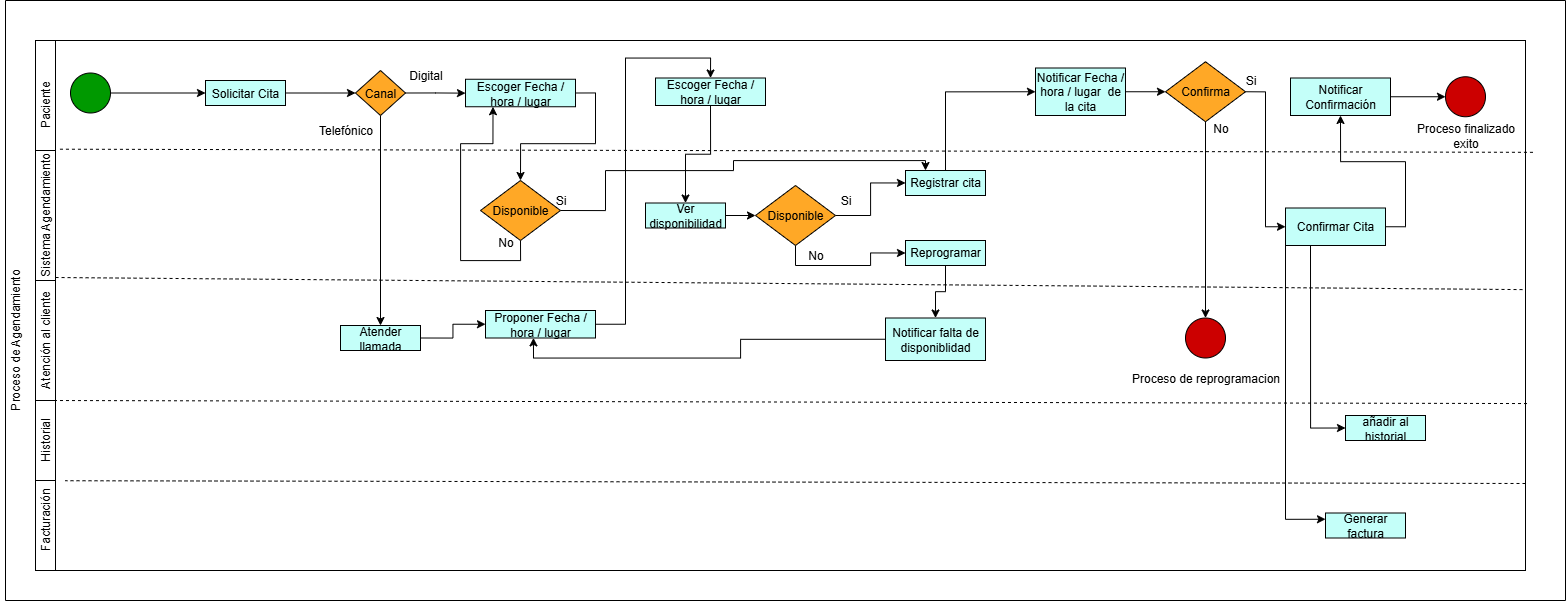 Proceso de Agendamiento
Paciente
Solicitar Cita
Canal
Digital
Telefónico
Escoger Fecha /
hora / lugar
Escoger Fecha /
hora / lugar
Notificar Fecha /
hora / lugar de
la cita
Confirma
Si
No
Notificar
Confirmación
Proceso finalizado
exito
Sistema Agendamiento
Disponible
Si
No
Ver
disponibilidad
Disponible
Si
No
Registrar cita
Reprogramar
Confirmar Cita
Atención al cliente
Atender
llamada
Proponer Fecha /
hora / lugar
Notificar falta de
disponiblidad
Proceso de reprogramacion
Historial
añadir al
historial
Facturación
Generar
factura